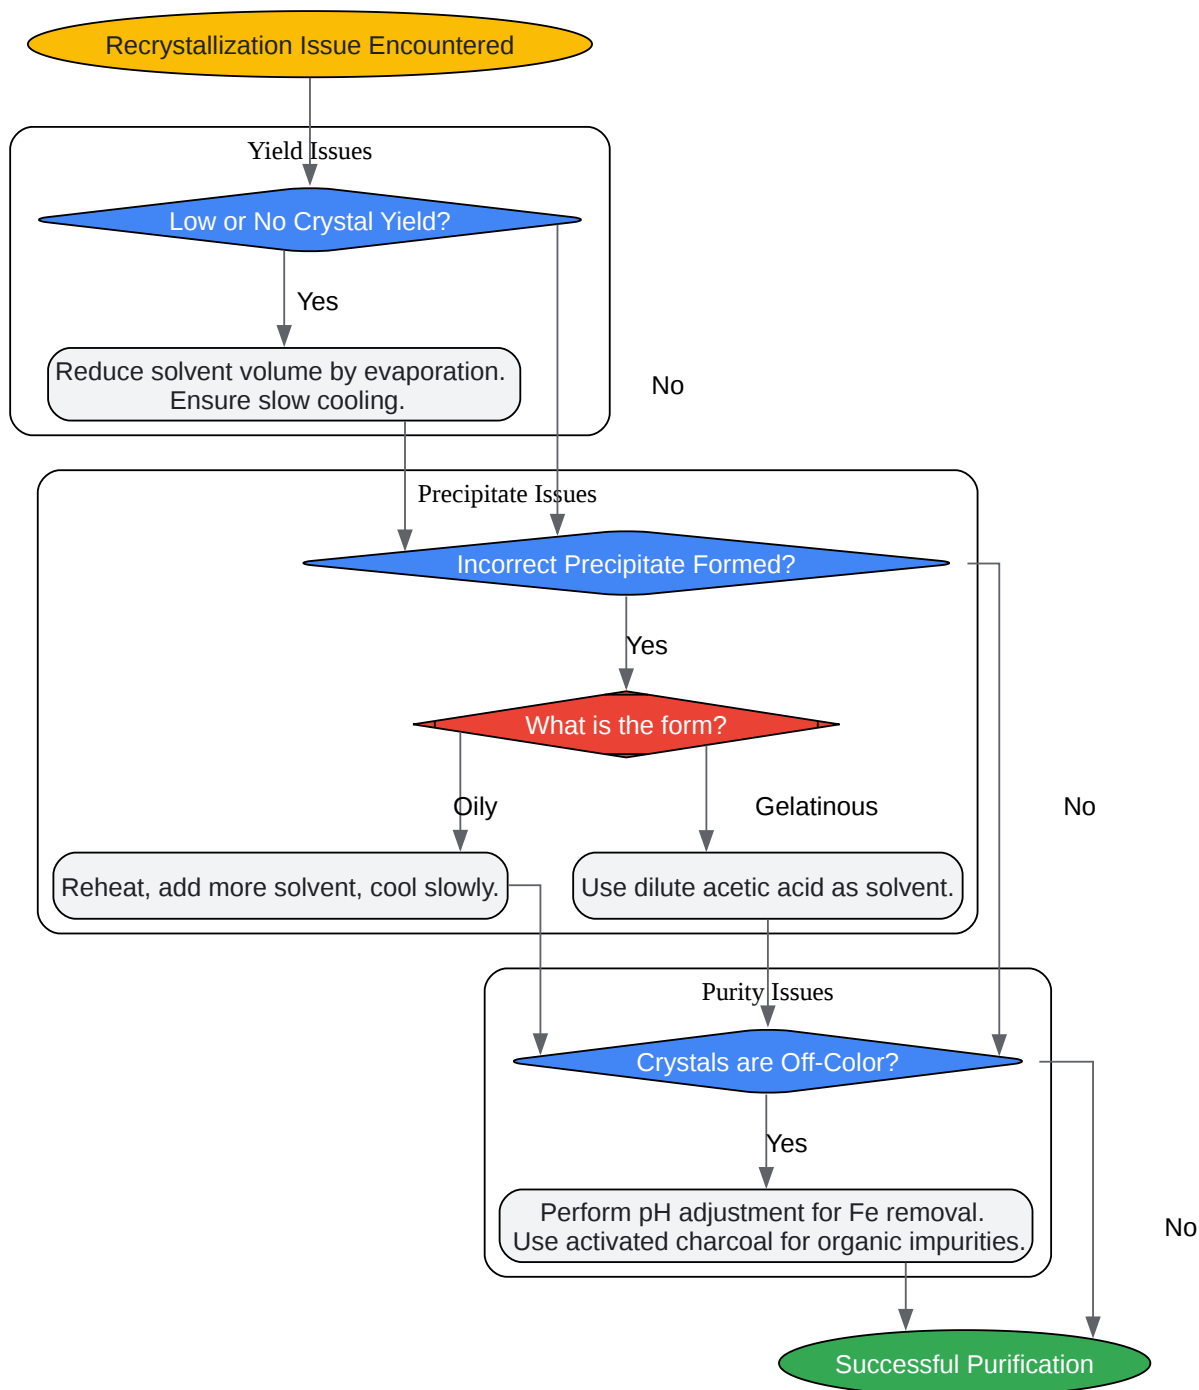 Recrystallization Issue Encountered
Yield Issues
Low or No Crystal Yield?
Yes
Reduce solvent volume by evaporation.
Ensure slow cooling.
No
Precipitate Issues
Incorrect Precipitate Formed?
Yes
What is the form?
Oily
Gelatinous
No
Reheat, add more solvent, cool slowly.
Use dilute acetic acid as solvent.
Purity Issues
Crystals are Off-Color?
Yes
Perform pH adjustment for Fe removal.
Use activated charcoal for organic impurities.
No
Successful Purification